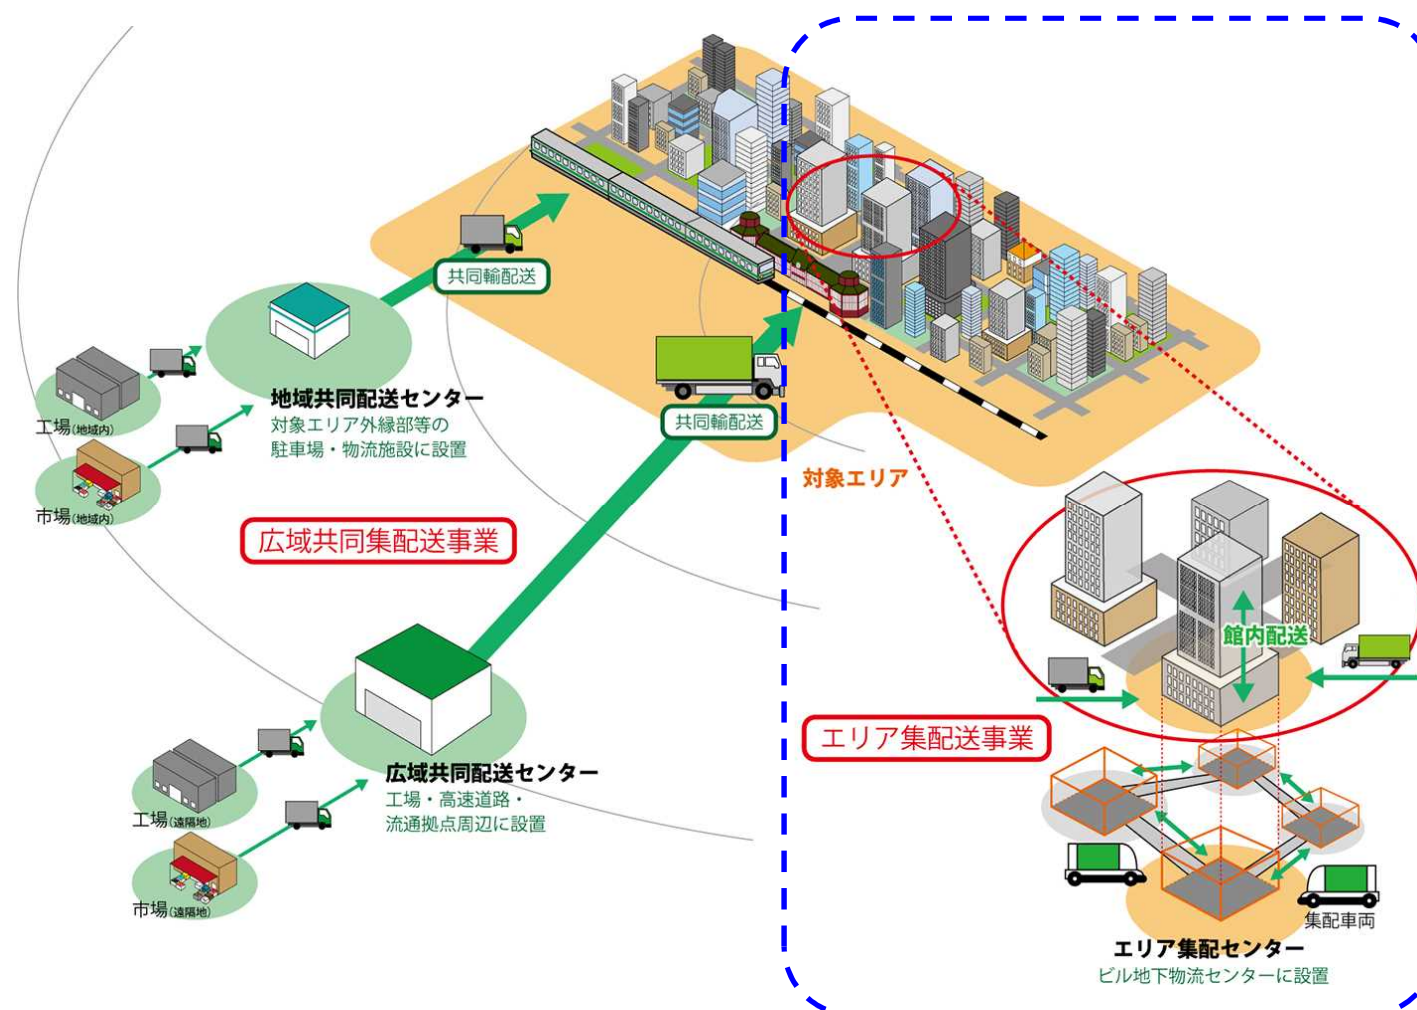 共同輸配送
共同輸配送
地域共同配送センター
対象エリア外縁部等の
駐車場・物流施設に設置
工場(地域内)
市場(地域内)
対象エリア
広域共同集配送事業
館内配送
エリア集配送事業
広域共同配送センター
工場・高速道路・
流通拠点周辺に設置
工場(遠隔地)
市場(遠隔地)
集配車両
エリア集配センター
ビル地下物流センターに設置